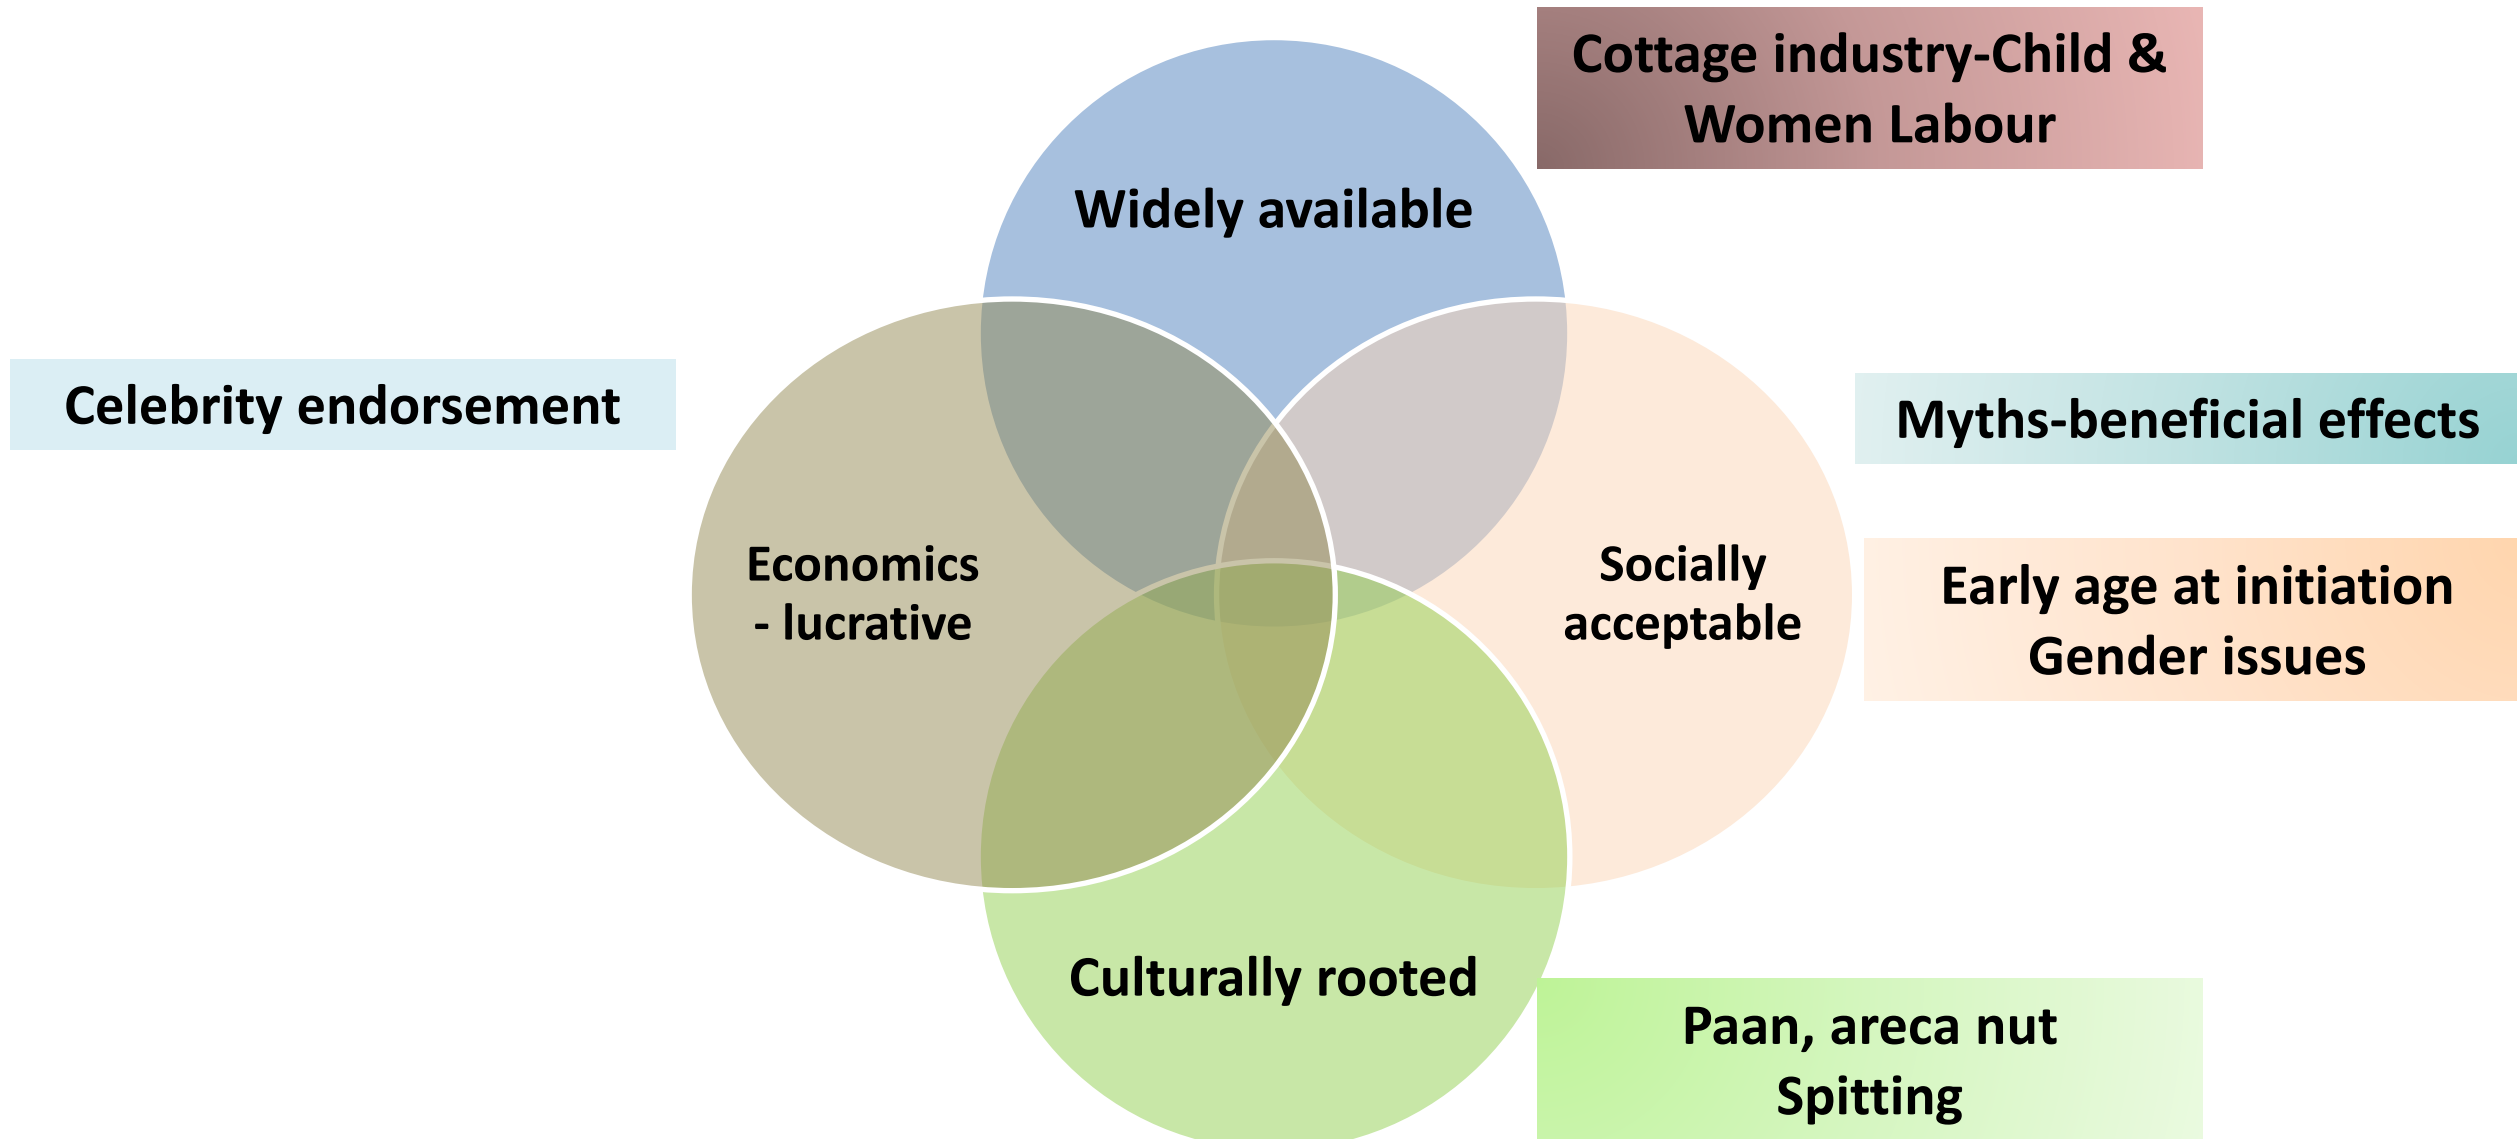 Cottage industry-Child &
Women Labour
Widely available
Celebrity endorsement
Myths-beneficial effects
Economics
- lucrative
Socially
acceptable
Early age at initiation
Gender issues
Culturally rooted
Paan, areca nut
Spitting